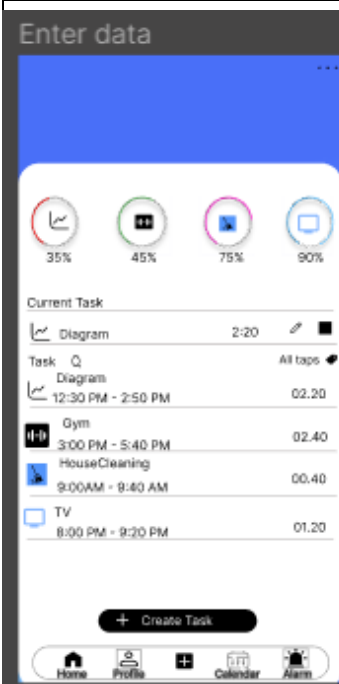 Enter data
...
35% 45% 75% 90%
Current Task
Diagram 2:20
Task All taps
Diagram
12:30 PM - 2:50 PM 02.20
Gym
3:00 PM - 5:40 PM 02.40
HouseCleaning
9:00AM - 9:40 AM 00.40
TV
8:00 PM - 9:20 PM 01.20
+ Create Task
Home Profile Calendar Alarm